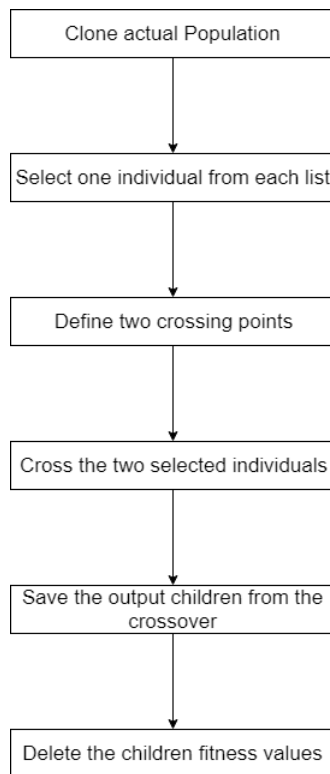 Clone actual Population
Select one individual from each list
Define two crossing points
Cross the two selected individuals
Save the output children from the
crossover
Delete the children fitness values